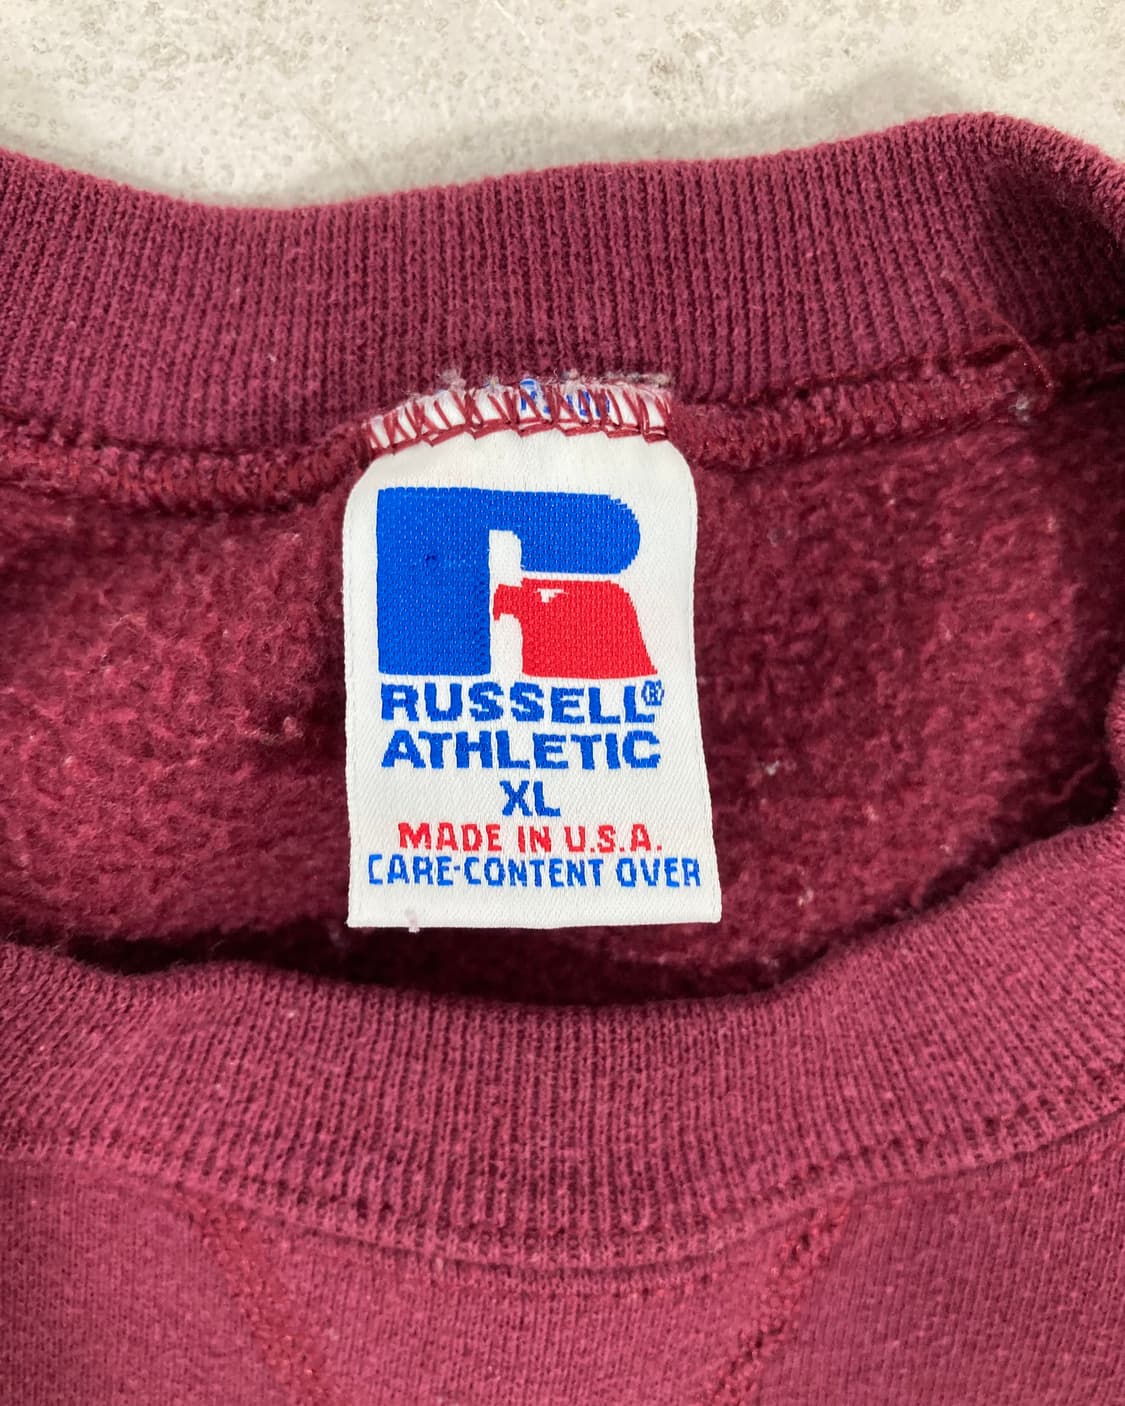 RUSSELL®
ATHLETIC
XL
MADE IN U.S.A.
CARE-CONTENT OVER